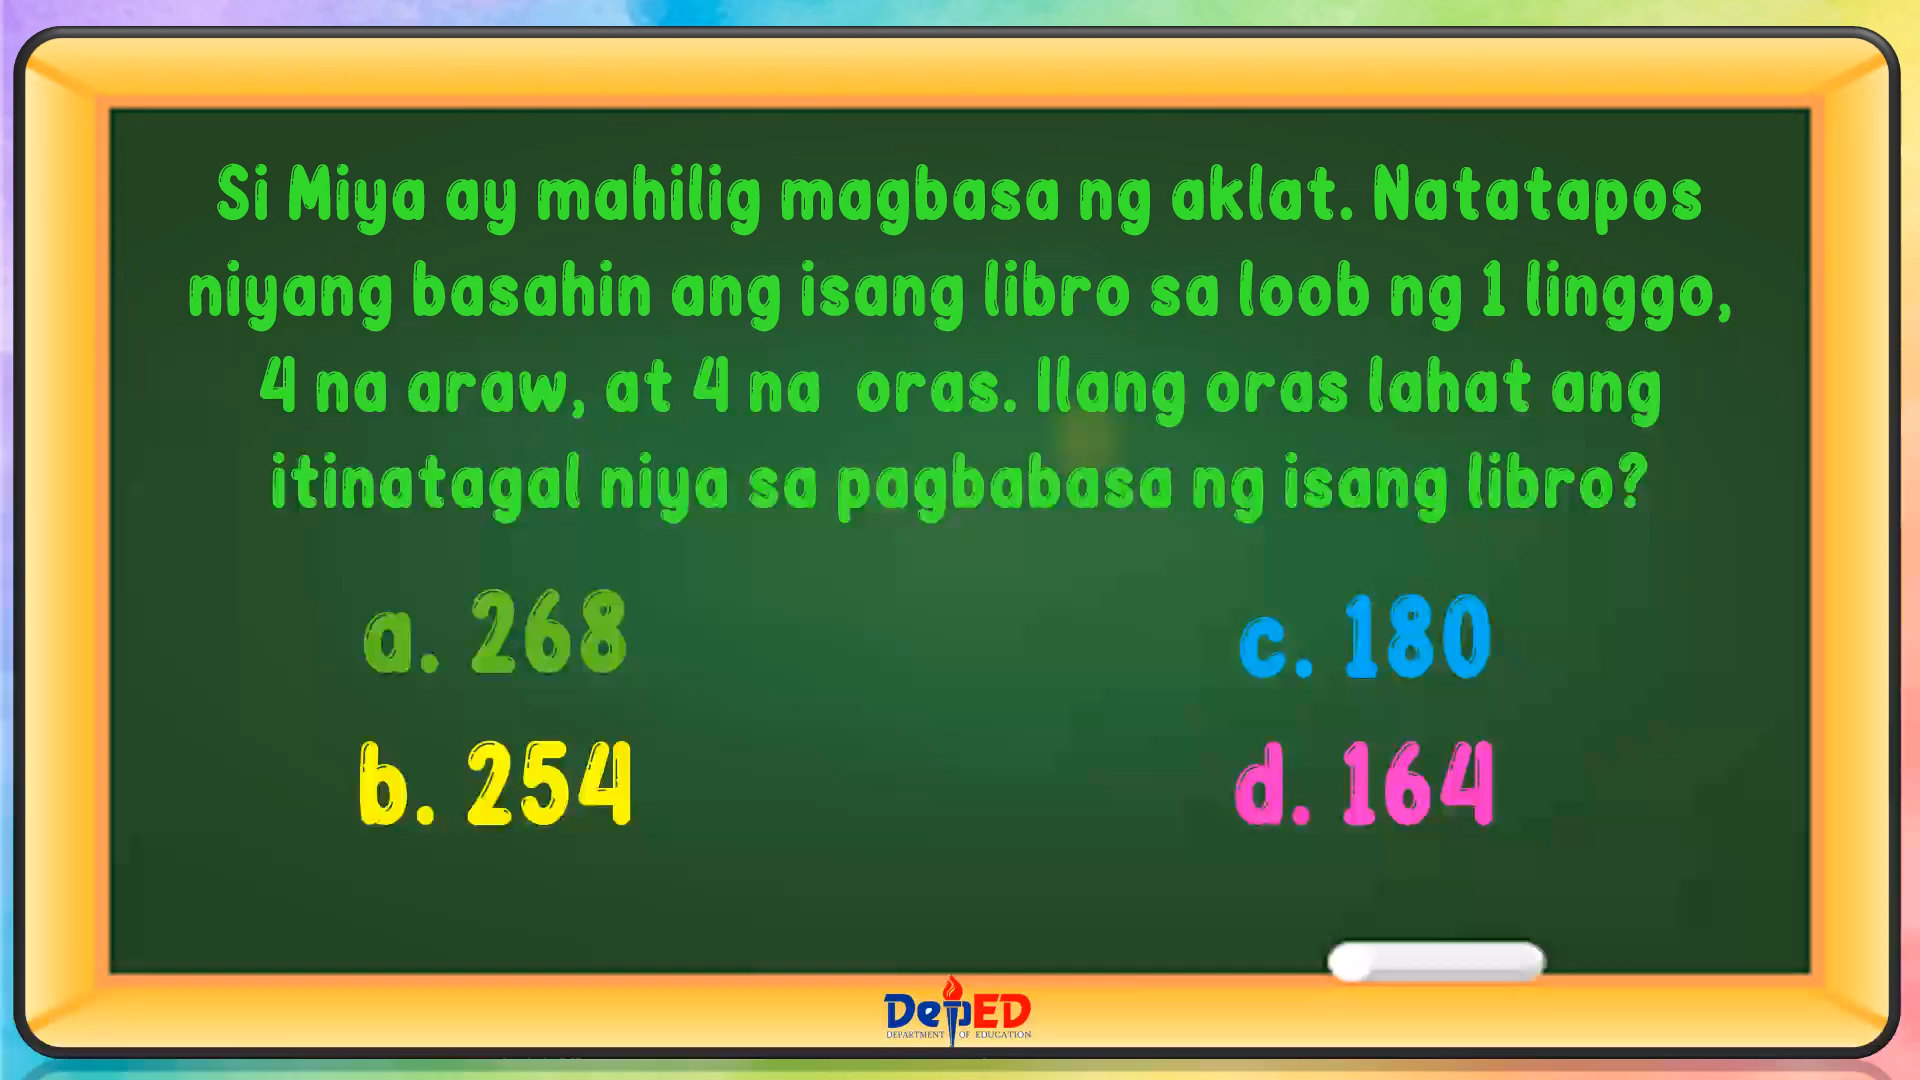 Si Miya ay mahilig magbasa ng aklat. Natatapos
niyang basahin ang isang libro sa loob ng 1 linggo,
4 na araw, at 4 na oras. Ilang oras lahat ang
itinatagal niya sa pagbabasa ng isang libro?
a. 268
c. 180
b. 254
d. 164
DepED
DEPARTMENT OF EDUCATION